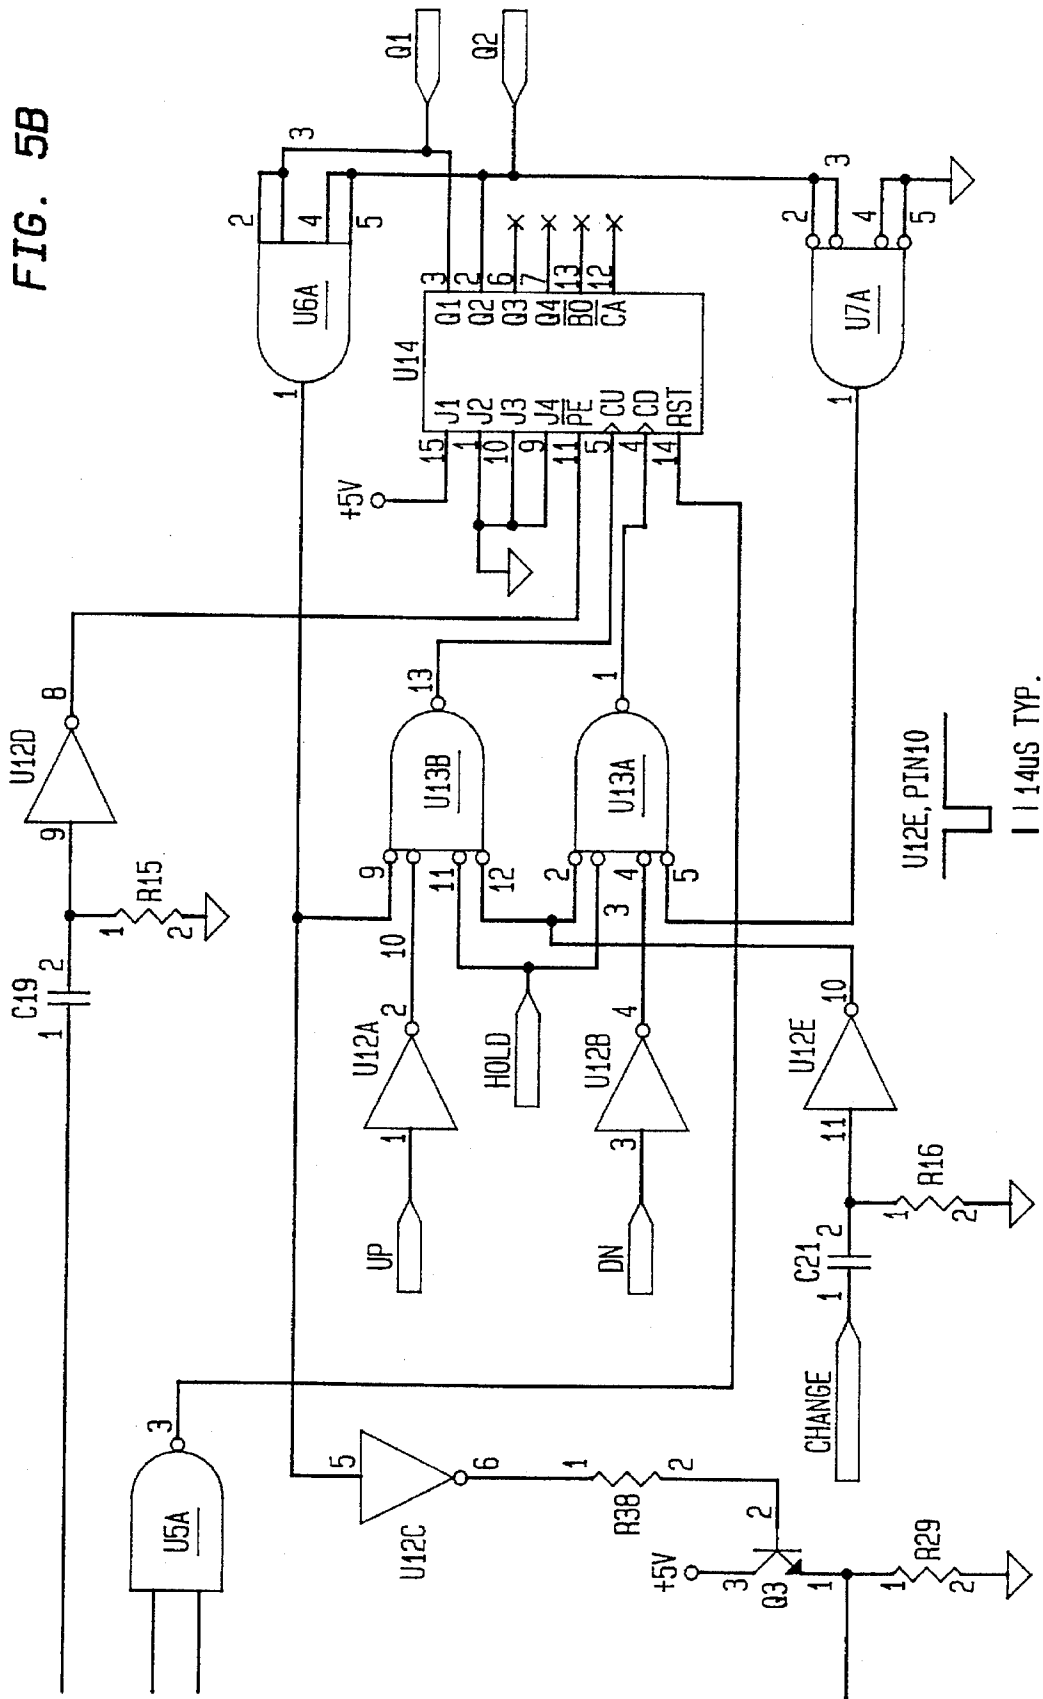 FIG. 5B
C19
1
2
R15
1
2
U12D
9
8
U5A
3
U6A
1
2
3
4
5
Q1
Q2
UP
U12A
1
2
HOLD
DN
U12B
3
4
U13B
9
10
11
12
13
U13A
2
3
4
5
1
+5V
U14
15
J1
1
J2
10
J3
9
J4
11
PE
5
CU
4
CD
14
RST
Q1
3
Q2
2
Q3
6
Q4
7
BO
13
CA
12
U12C
5
6
R38
1
2
+5V
Q3
3
2
1
R29
1
2
CHANGE
C21
1
2
R16
1
2
U12E
11
10
U7A
1
2
3
4
5
U12E, PIN10
14uS TYP.